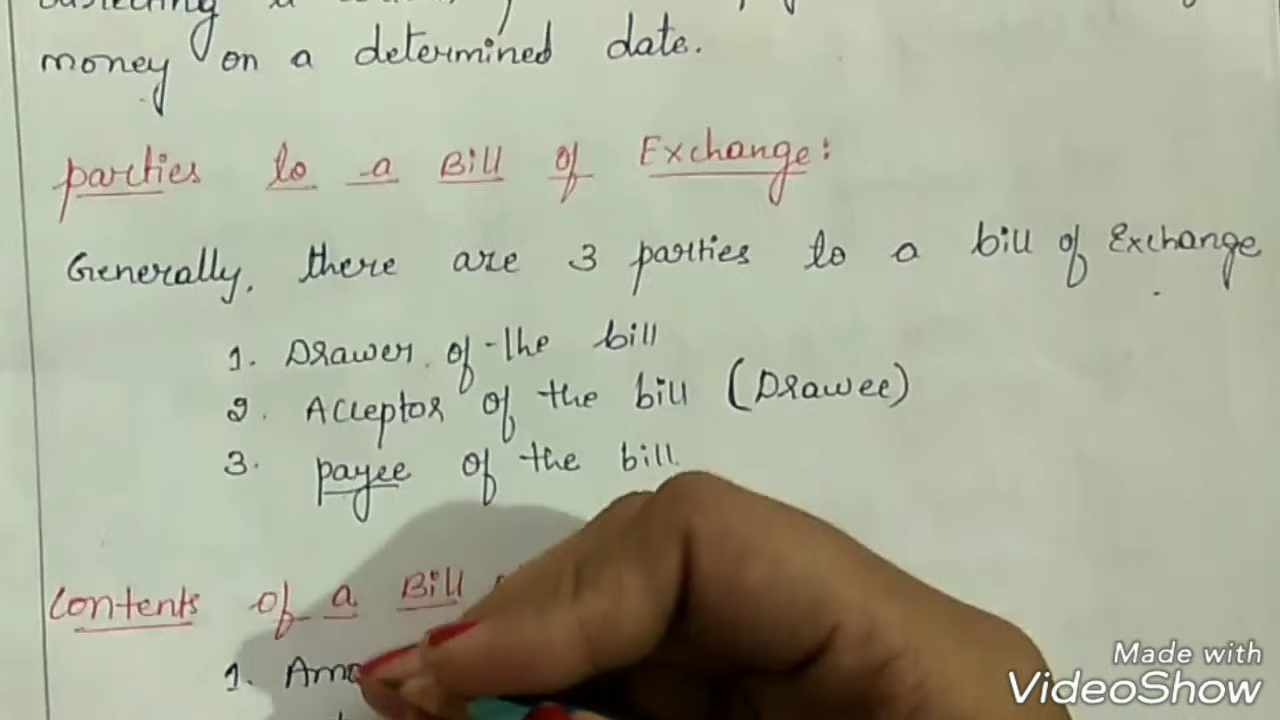 money on a determined date.
parties to a Bill of Exchange:
Generally, there are 3 parties to a bill of Exchange
1. Drawer of the bill
2. Acceptor of the bill (Drawee)
3. payee of the bill.
Contents of a Bill
1.
Made with
VideoShow